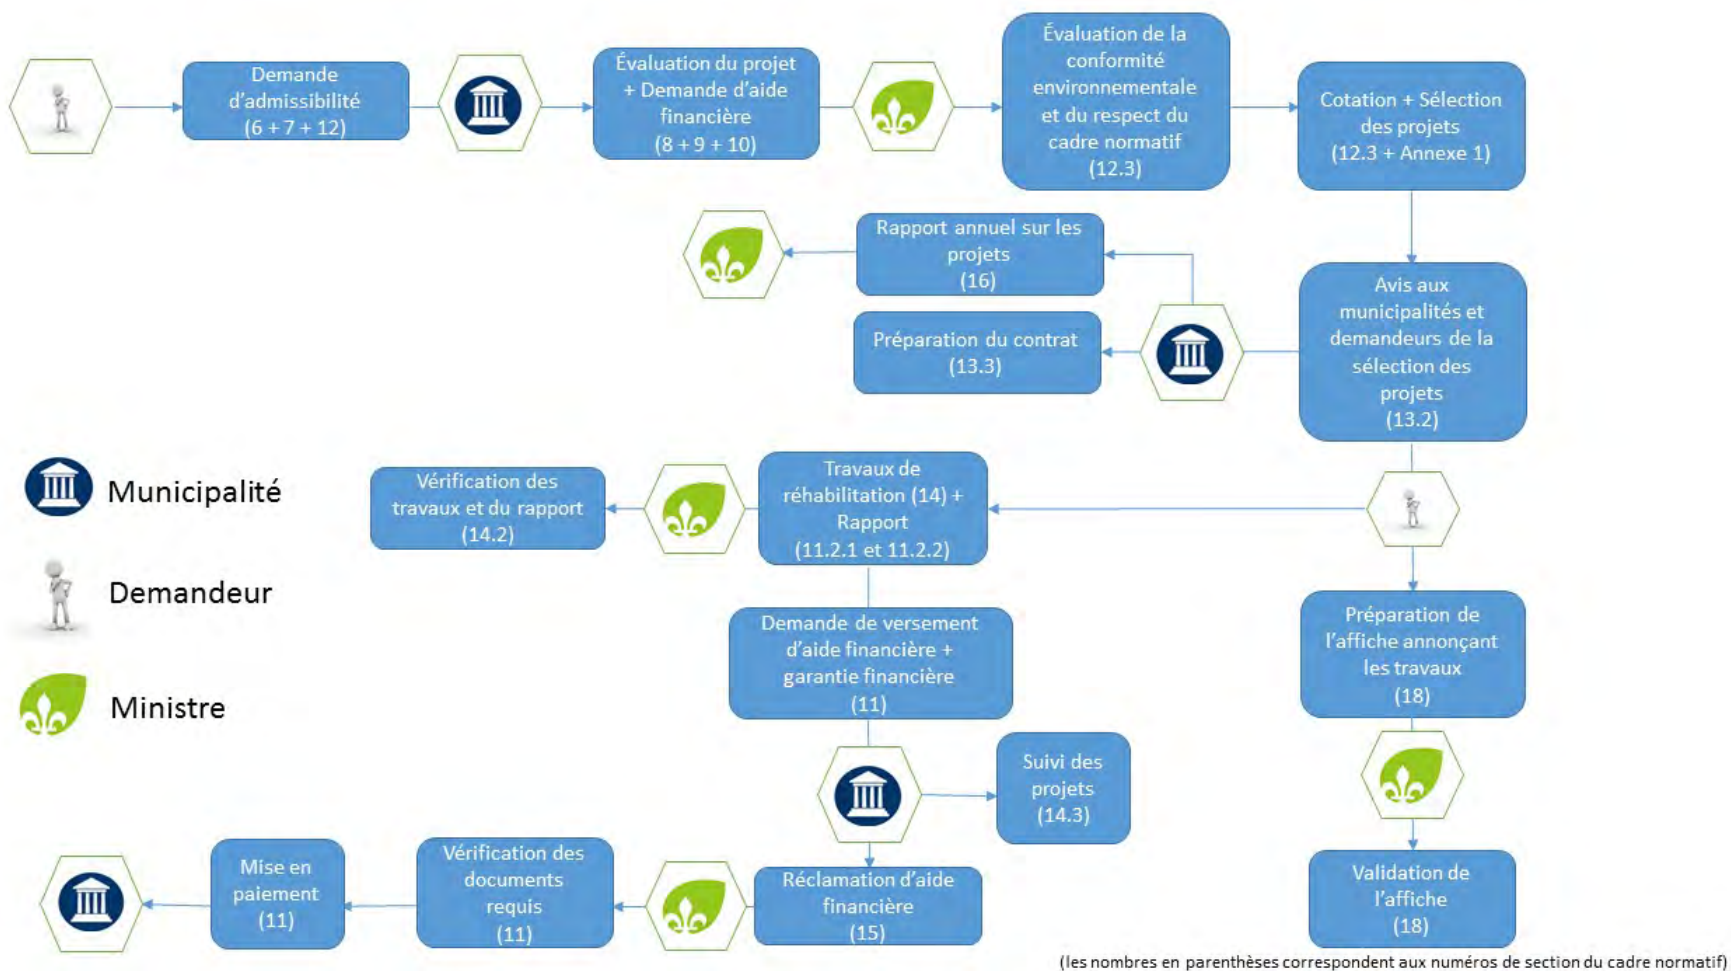 Demande
d'admissibilité
(6 + 7 + 12)
Évaluation du projet
+ Demande d'aide
financière
(8 + 9 + 10)
Évaluation de la
conformité
environnementale
et du respect du
cadre normatif
(12.3)
Cotation + Sélection
des projets
(12.3 + Annexe 1)
Rapport annuel sur les
projets
(16)
Préparation du contrat
(13.3)
Avis aux
municipalités et
demandeurs de la
sélection des
projets
(13.2)
Municipalité
Demandeur
Ministre
Vérification des
travaux et du rapport
(14.2)
Travaux de
réhabilitation (14) +
Rapport
(11.2.1 et 11.2.2)
Demande de versement
d'aide financière +
garantie financière
(11)
Préparation de
l'affiche annonçant
les travaux
(18)
Suivi des
projets
(14.3)
Mise en
paiement
(11)
Vérification des
documents
requis
(11)
Réclamation d'aide
financière
(15)
Validation de
l'affiche
(18)
(les nombres en parenthèses correspondent aux numéros de section du cadre normatif)